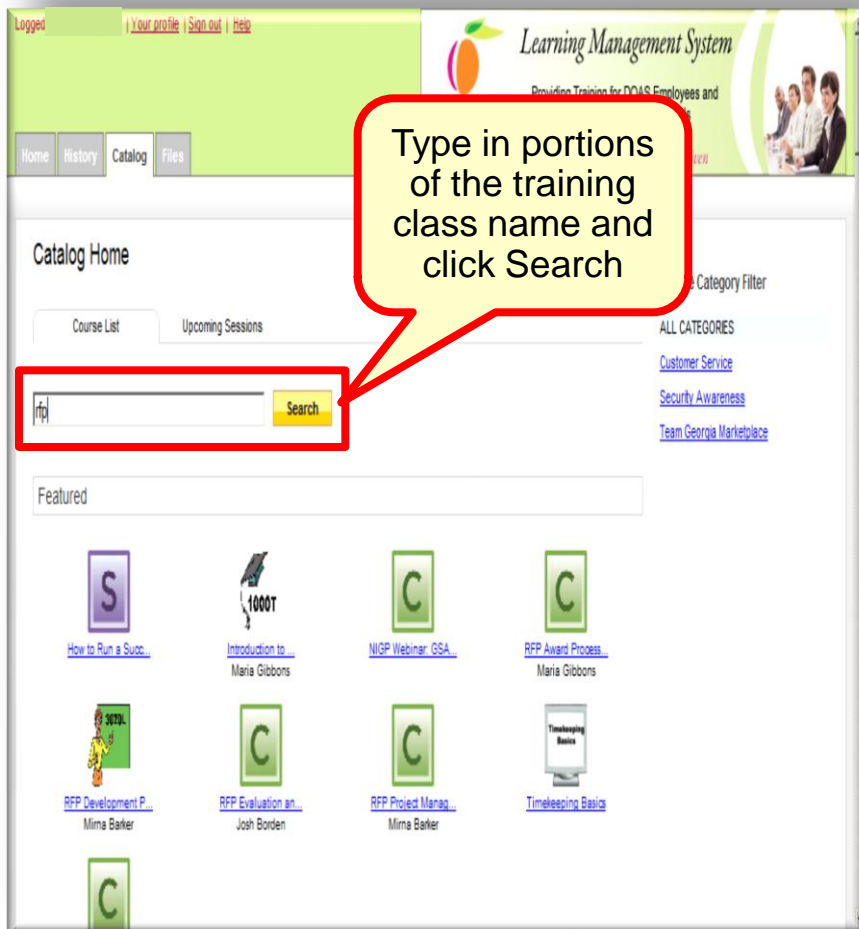 Logged | Your profile | Sign out | Help
Learning Management System
Providing Training for DOAS Employees and
Home History Catalog Files
Type in portions
of the training
class name and
click Search
Catalog Home
Category Filter
Course List Upcoming Sessions
ALL CATEGORIES
Customer Service
rfp Search
Security Awareness
Team Georgia Marketplace
Featured
S 1000T C C
How to Run a Succ... Introduction to ... NIGP Webinar: GSA... RFP Award Process...
Maria Gibbons Maria Gibbons
C C Timekeeping
Basics
RFP Development P... RFP Evaluation an... RFP Project Manag... Timekeeping Basics
Mirna Barker Josh Borden Mirna Barker
C